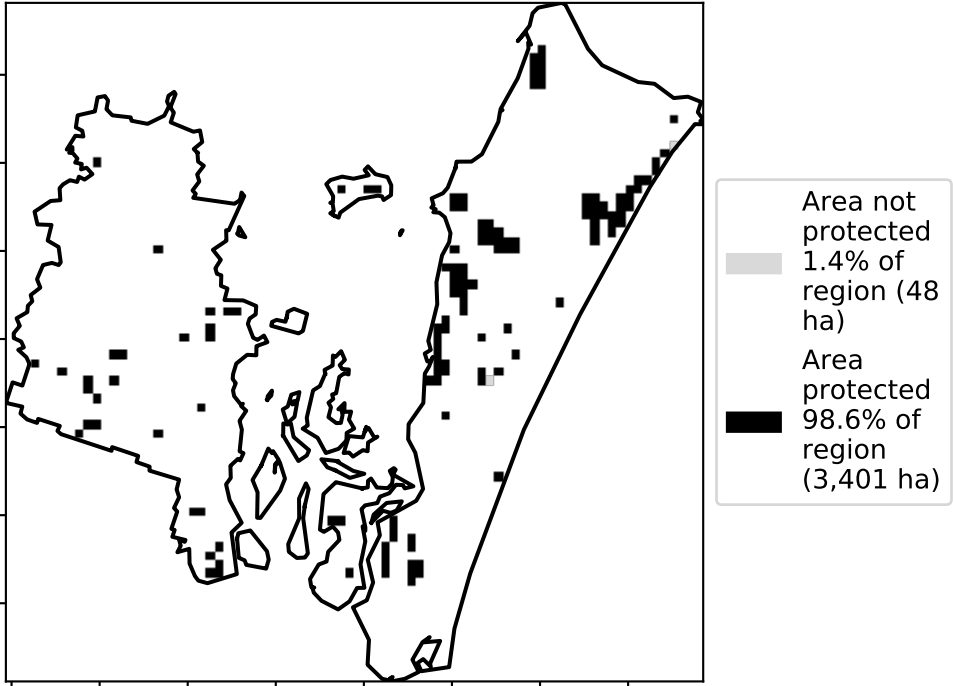 Area not
protected
1.4% of
region (48
ha)
Area
protected
98.6% of
region
(3,401 ha)